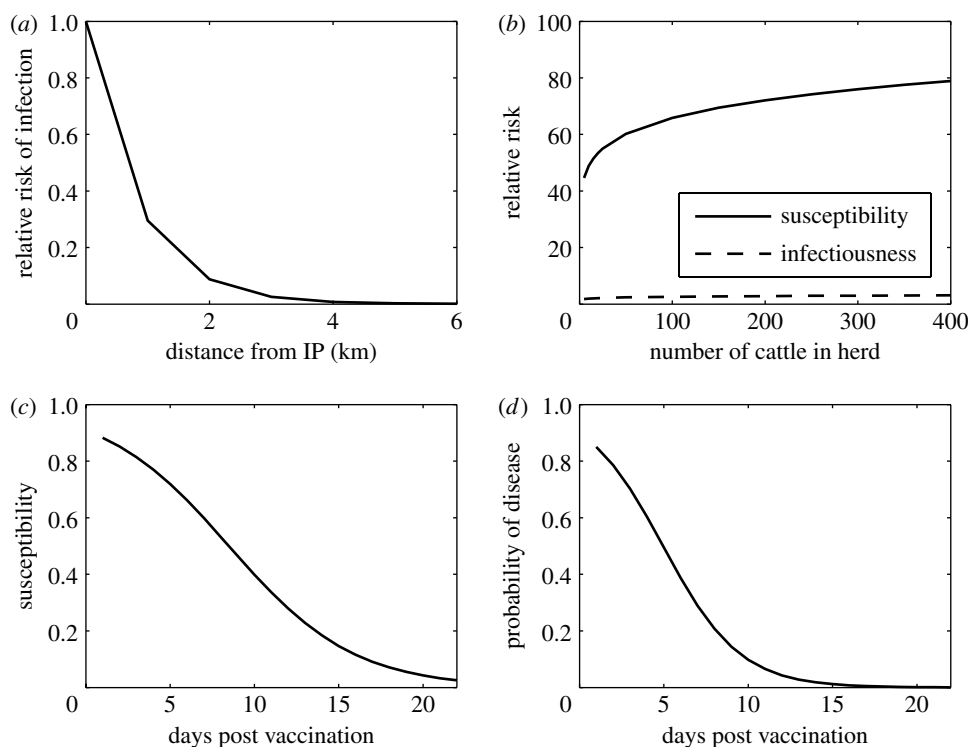 (a)
1.0
0.8
0.6
0.4
0.2
0
2
4
6
relative risk of infection
distance from IP (km)
(b)
100
80
60
40
20
0
100
200
300
400
relative risk
susceptibility
infectiousness
number of cattle in herd
(c)
1.0
0.8
0.6
0.4
0.2
0
5
10
15
20
susceptibility
days post vaccination
(d)
1.0
0.8
0.6
0.4
0.2
0
5
10
15
20
probability of disease
days post vaccination